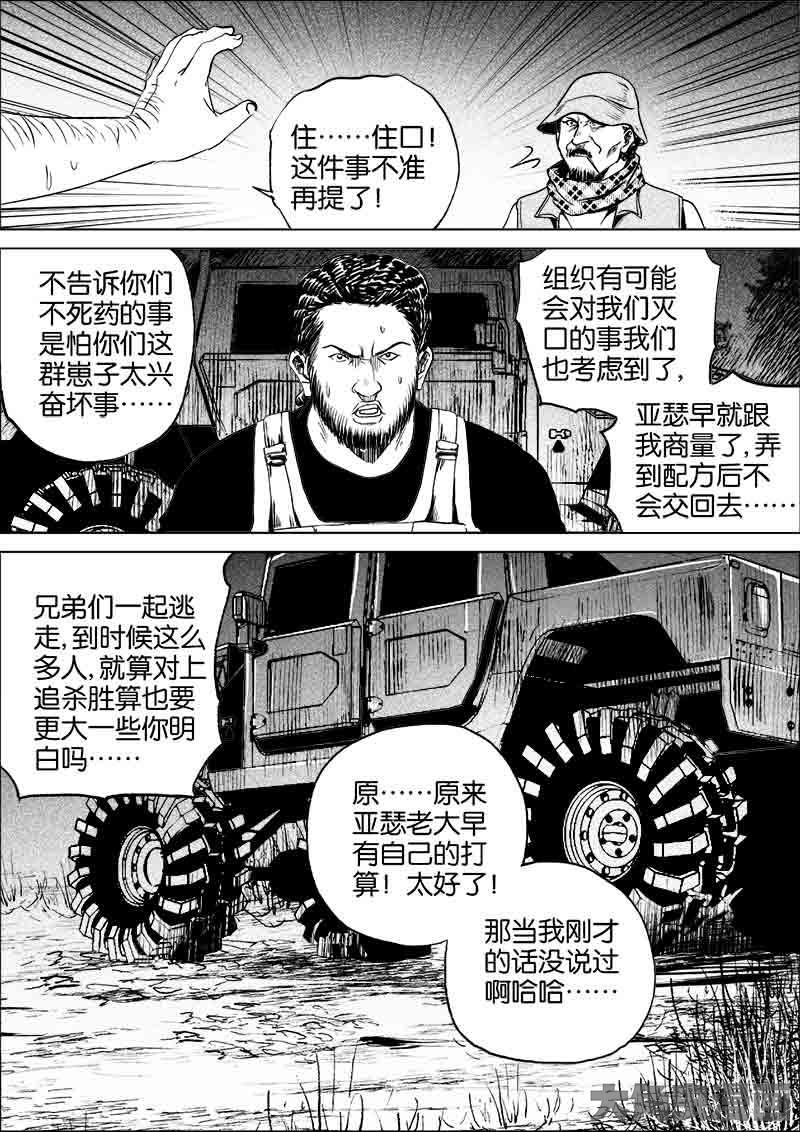 住……住口！
这件事不准
再提了！
不告诉你们
不死药的事
是怕你们这
群崽子太兴
奋坏事……
组织有可能
会对我们灭
口的事我们
也考虑到了,
亚瑟早就跟
我商量了,弄
到配方后不
会交回去……
兄弟们一起逃
走,到时候这么
多人,就算对上
追杀胜算也要
更大一些你明
白吗……
原……原来
亚瑟老大早
有自己的打
算！太好了！
那当我刚才
的话没说过
啊哈哈……